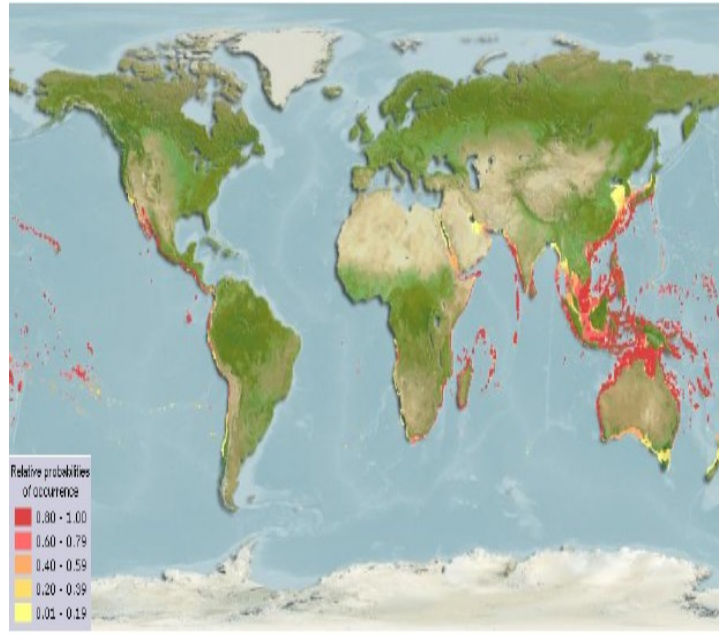 Relative probabilities
of occurrence
0.80 - 1.00
0.60 - 0.79
0.40 - 0.59
0.20 - 0.39
0.01 - 0.19